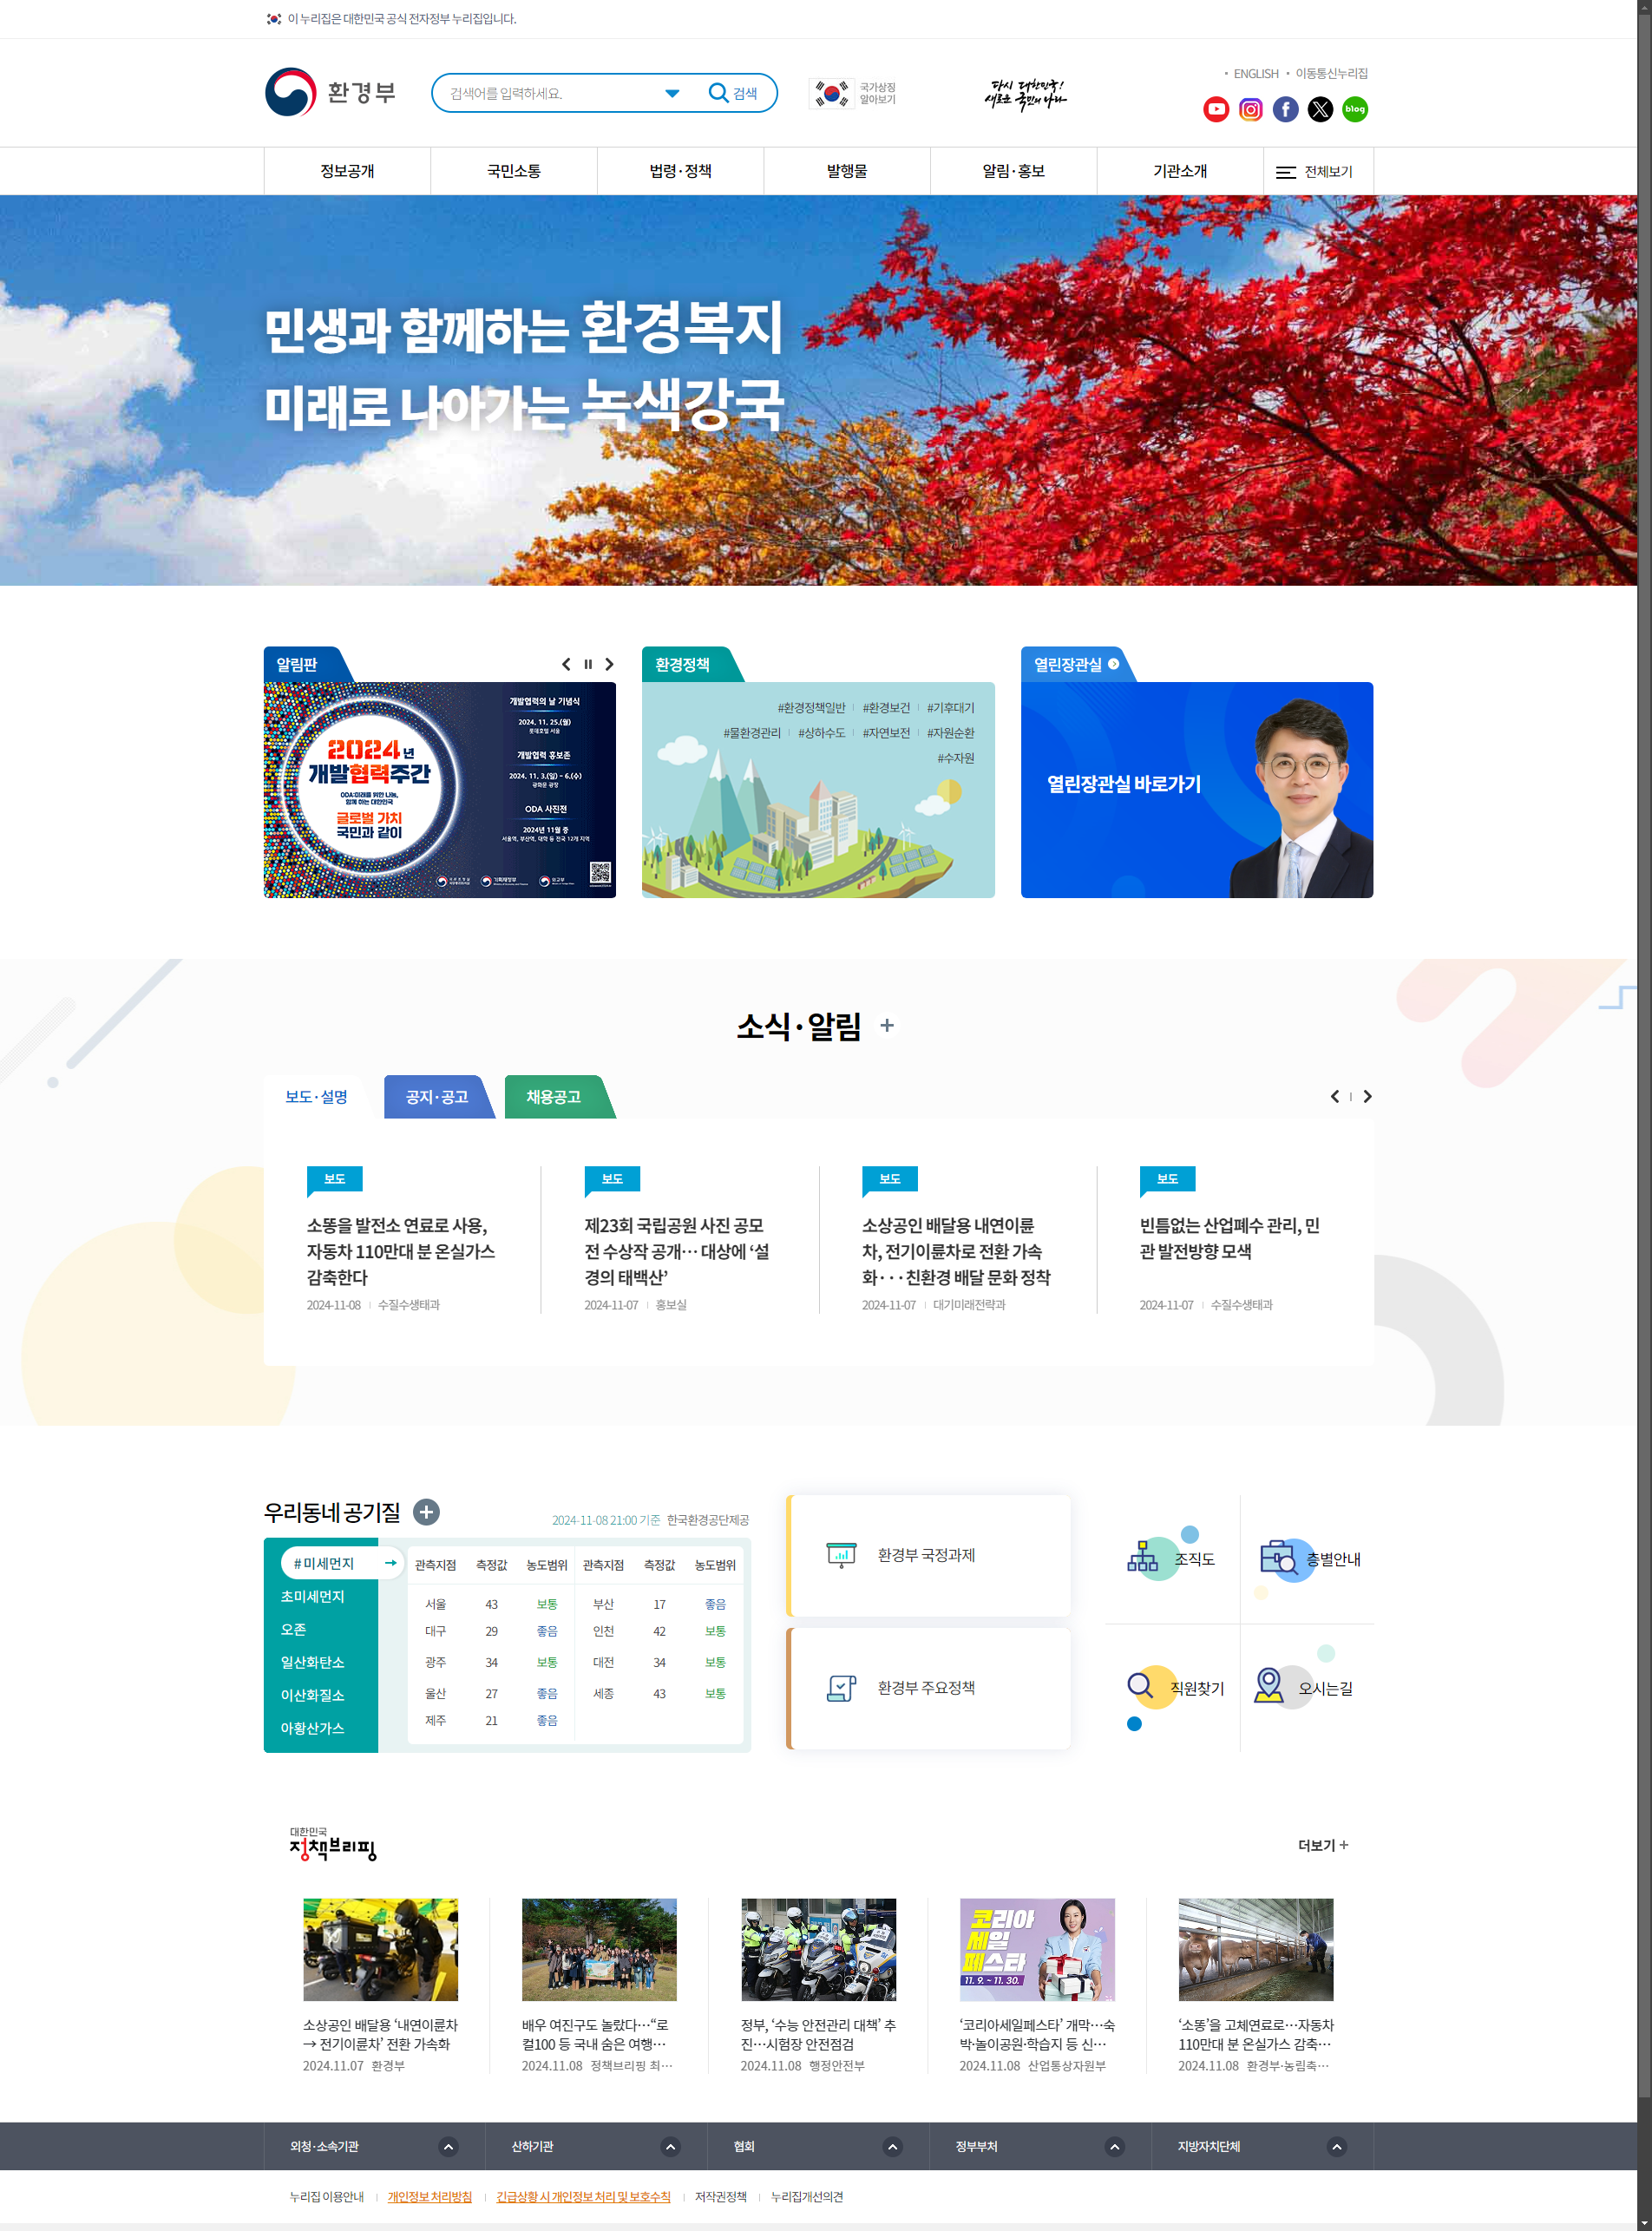 이 누리집은 대한민국 공식 전자정부 누리집입니다.
환경부
검색어를 입력하세요.
검색
국가상징
알아보기
다시 대한민국!
새로운 국민의 나라
ENGLISH
이동통신누리집
blog
정보공개
국민소통
법령·정책
발행물
알림·홍보
기관소개
전체보기
민생과 함께하는 환경복지
미래로 나아가는 녹색강국
알림판
2024년
개발협력주간
ODA:미래를 위한 나눔,
함께 하는 대한민국
글로벌 가치
국민과 같이
개발협력의 날 기념식
2024. 11. 25.(월)
롯데호텔 서울
개발협력 홍보존
2024. 11. 3.(일) - 6.(수)
광화문 광장
ODA 사진전
2024년 11월 중
서울역, 부산역, 대학 등 전국 12개 지역
기획재정부
외교부
환경정책
#환경정책일반
#환경보건
#기후대기
#물환경관리
#상하수도
#자연보전
#자원순환
#수자원
열린장관실
열린장관실 바로가기
소식·알림
보도·설명
공지·공고
채용공고
보도
소똥을 발전소 연료로 사용,
자동차 110만대 분 온실가스
감축한다
2024-11-08
수질수생태과
보도
제23회 국립공원 사진 공모
전 수상작 공개… 대상에 ‘설
경의 태백산’
2024-11-07
홍보실
보도
소상공인 배달용 내연이륜
차, 전기이륜차로 전환 가속
화···친환경 배달 문화 정착
2024-11-07
대기미래전략과
보도
빈틈없는 산업폐수 관리, 민
관 발전방향 모색
2024-11-07
수질수생태과
우리동네 공기질
2024-11-08 21:00 기준 한국환경공단제공
#미세먼지
초미세먼지
오존
일산화탄소
이산화질소
아황산가스
관측지점 측정값 농도범위 관측지점 측정값 농도범위
서울 43 보통 부산 17 좋음
대구 29 좋음 인천 42 보통
광주 34 보통 대전 34 보통
울산 27 좋음 세종 43 보통
제주 21 좋음
환경부 국정과제
환경부 주요정책
조직도
층별안내
직원찾기
오시는길
대한민국
정책브리핑
더보기
소상공인 배달용 ‘내연이륜차
→ 전기이륜차’ 전환 가속화
2024.11.07 환경부
배우 여진구도 놀랐다…“로
컬100 등 국내 숨은 여행…
2024.11.08 정책브리핑 최…
정부, ‘수능 안전관리 대책’ 추
진…시험장 안전점검
2024.11.08 행정안전부
코리아
세일
페스타
11. 9. ~ 11. 30.
‘코리아세일페스타’ 개막…숙
박·놀이공원·학습지 등 신…
2024.11.08 산업통상자원부
‘소똥’을 고체연료로…자동차
110만대 분 온실가스 감축…
2024.11.08 환경부·농림축…
외청·소속기관
산하기관
협회
정부부처
지방자치단체
누리집 이용안내
개인정보 처리방침
긴급상황 시 개인정보 처리 및 보호수칙
저작권정책
누리집개선의견